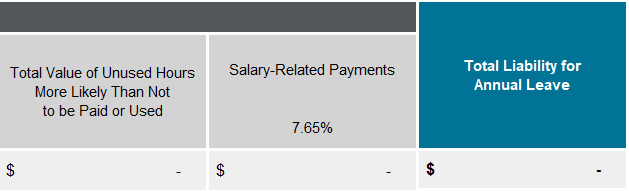 Total Value of Unused Hours
More Likely Than Not
to be Paid or Used
Salary-Related Payments
7.65%
Total Liability for
Annual Leave
$ -
$ -
$ -